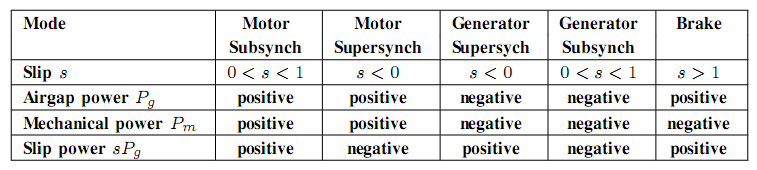 Mode Motor Motor Generator Generator Brake
Subsynch Supersynch Supersych Subsynch
Slip s 0 < s < 1 s < 0 s < 0 0 < s < 1 s > 1
Airgap power P_g positive positive negative negative positive
Mechanical power P_m positive positive negative negative negative
Slip power sP_g positive negative positive negative positive